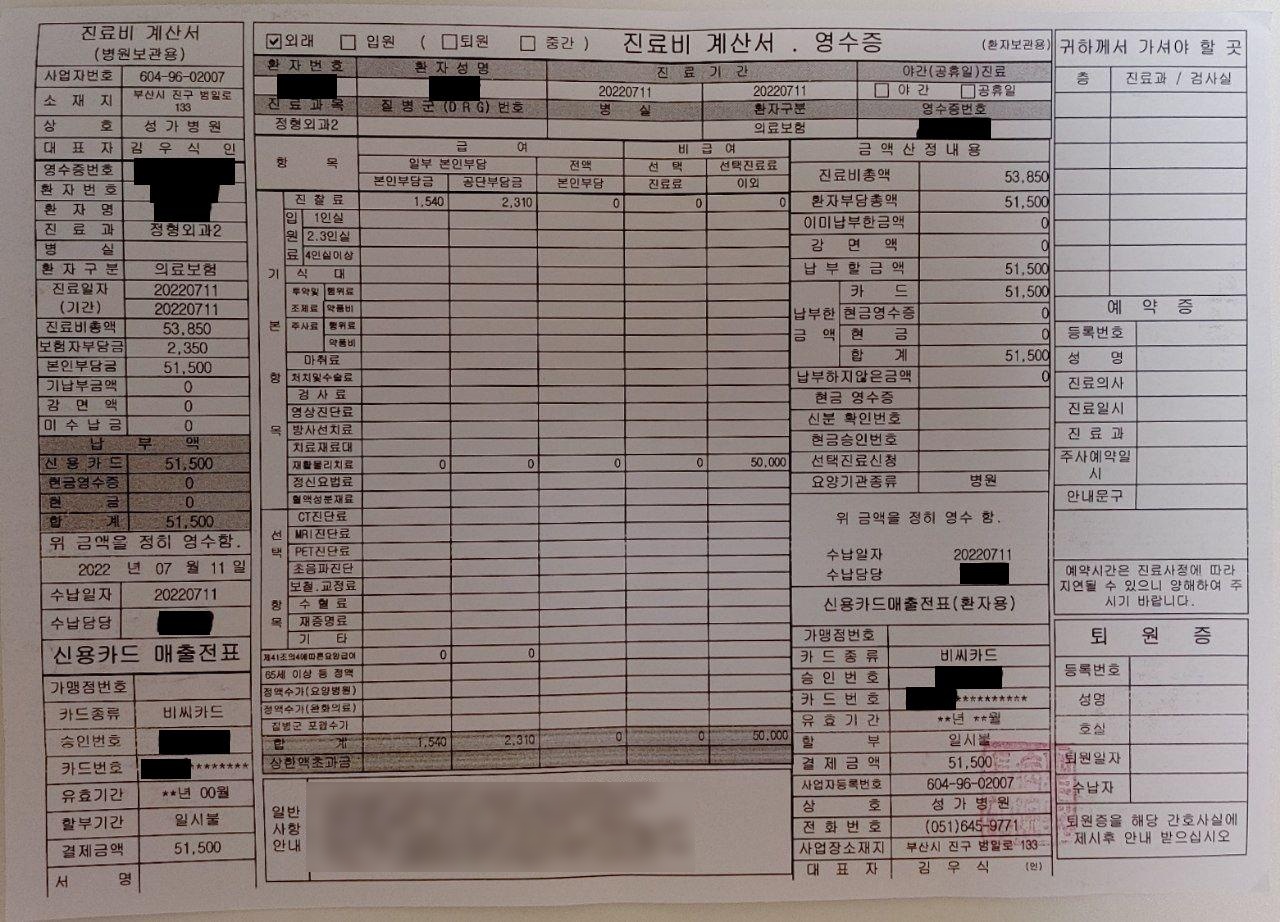 진료비 계산서
(병원보관용)
사업자번호 604-96-02007
소 재 지 부산시 진구 범일로 133
상 호 성 가 병 원
대 표 자 김 우 식 인
영수증번호
환 자 번 호
환 자 명
진 료 과 정형외과2
병 실
환 자 구 분 의료보험
진료일자 20220711
(기간) 20220711
진료비총액 53,850
보험자부담금 2,350
본인부담금 51,500
기납부금액 0
감 면 액 0
미 수 납 금 0
납 부 액
신 용 카 드 51,500
현금영수증 0
현 금 0
합 계 51,500
위 금액을 정히 영수함.
2022 년 07 월 11 일
수납일자 20220711
수납담당
신용카드 매출전표
가맹점번호
카드종류 비씨카드
승인번호
카드번호 ********
유효기간 **년 00월
할부기간 일시불
결제금액 51,500
서 명
외래 입원 ( 퇴원 중간 ) 진료비 계산서 . 영수증 (환자보관용)
환 자 번 호 환 자 성 명 진 료 기 간 야간(공휴일)진료
20220711 20220711 야 간 공휴일
진 료 과 목 질 병 군 (D R G) 번 호 병 실 환자구분 영수증번호
정형외과2 의료보험
항 목 급 여 비 급 여
일부 본인부담 전액 선 택 선택진료료
본인부담금 공단부담금 본인부담 진료료 이외
기 본 항 목
진 찰 료 1,540 2,310 0 0 0
입 원 료 1인실
2.3인실
4인실이상
식 대
투약및 행위료
조제료 약품비
주사료 행위료
약품비
마취료
처치및수술료
검 사 료
영상진단료
방사선치료
치료재료대
재활물리치료 0 0 0 0 50,000
정신요법료
혈액성분재료
선 택 항 목
CT진단료
MRI진단료
PET진단료
초음파진단
보철.교정료
수 혈 료
재증명료
기 타
제41조의4에따른요양급여 0 0
65세 이상 등 정액
정액수가(요양병원)
정액수가(완화의료)
질병군 포괄수가
합 계 1,540 2,310 0 0 50,000
상한액초과금
일반
사항
안내
금 액 산 정 내 용
진료비총액 53,850
환자부담총액 51,500
이미납부한금액 0
감 면 액 0
납 부 할 금 액 51,500
납부한 금 액 카 드 51,500
현금영수증 0
현 금 0
합 계 51,500
납부하지않은금액 0
현금 영수증
신분 확인번호
현금승인번호
선택진료신청
요양기관종류 병원
위 금액을 정히 영수 함.
수납일자 20220711
수납담당
신용카드매출전표(환자용)
가맹점번호
카 드 종 류 비씨카드
승 인 번 호
카 드 번 호 **********
유 효 기 간 **년 **월
할 부 일시불
결 제 금 액 51,500
사업자등록번호 604-96-02007
상 호 성 가 병 원
전 화 번 호 (051)645-9771
사업장소재지 부산시 진구 범일로 133
대 표 자 김 우 식 (인)
귀하께서 가셔야 할 곳
층 진료과 / 검사실
예 약 증
등록번호
성 명
진료의사
진료일시
진 료 과
주사예약일시
안내문구
예약시간은 진료사정에 따라
지연될 수 있으니 양해하여 주
시기 바랍니다.
퇴 원 증
등록번호
성명
호실
퇴원일자
수납자
퇴원증을 해당 간호사실에
제시후 안내 받으십시오